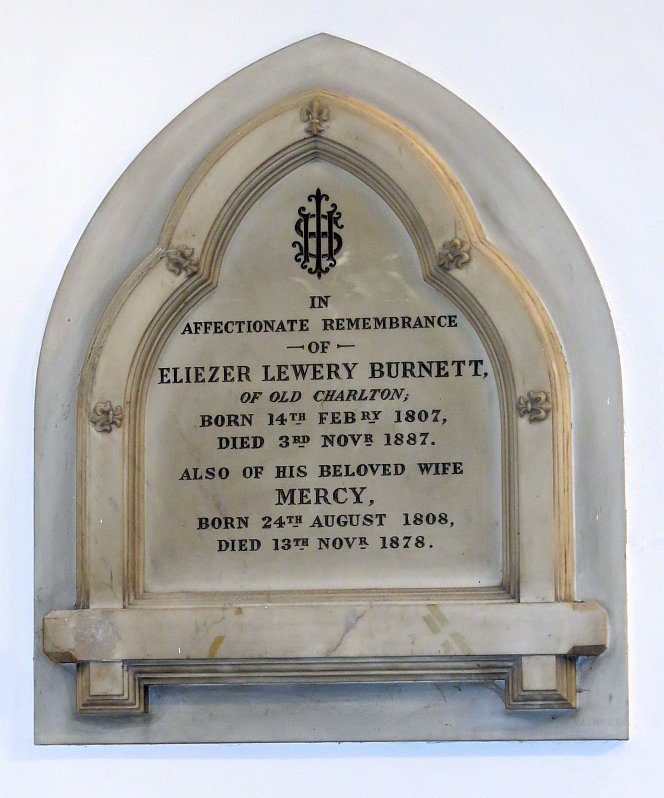 IHS
IN
AFFECTIONATE REMEMBRANCE
— OF —
ELIEZER LEWERY BURNETT,
OF OLD CHARLTON;
BORN 14TH FEBRY 1807,
DIED 3RD NOVR 1887.
ALSO OF HIS BELOVED WIFE
MERCY,
BORN 24TH AUGUST 1808,
DIED 13TH NOVR 1878.